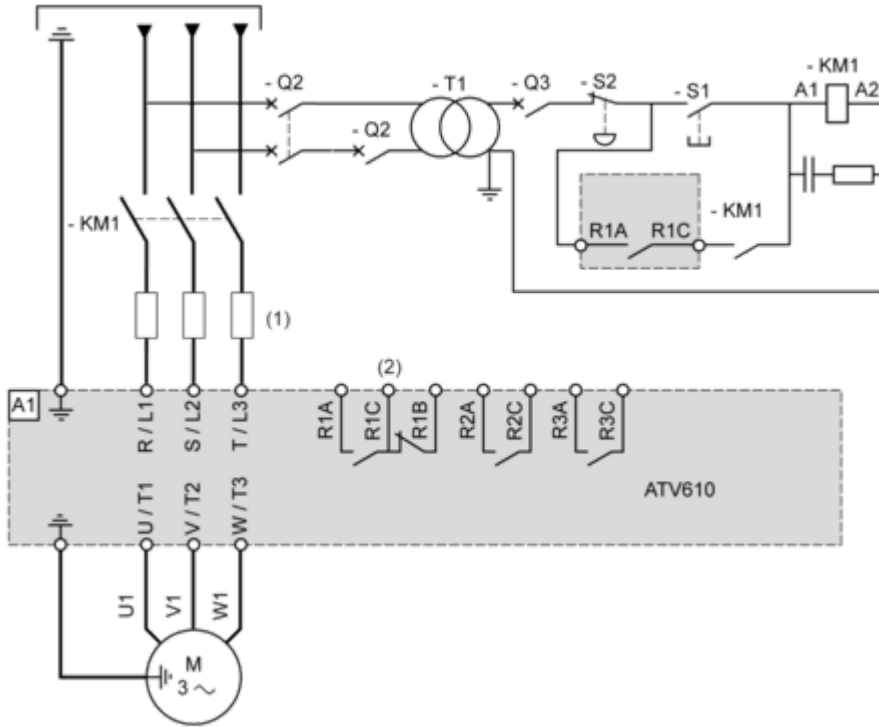 - Q2
- T1
- Q3
- S2
- S1
- KM1
A1
A2
- Q2
- KM1
R1A
R1C
- KM1
(1)
(2)
A1
R / L1
S / L2
T / L3
R1A
R1C
R1B
R2A
R2C
R3A
R3C
ATV610
U / T1
V / T2
W / T3
U1
V1
W1
M
3 ~